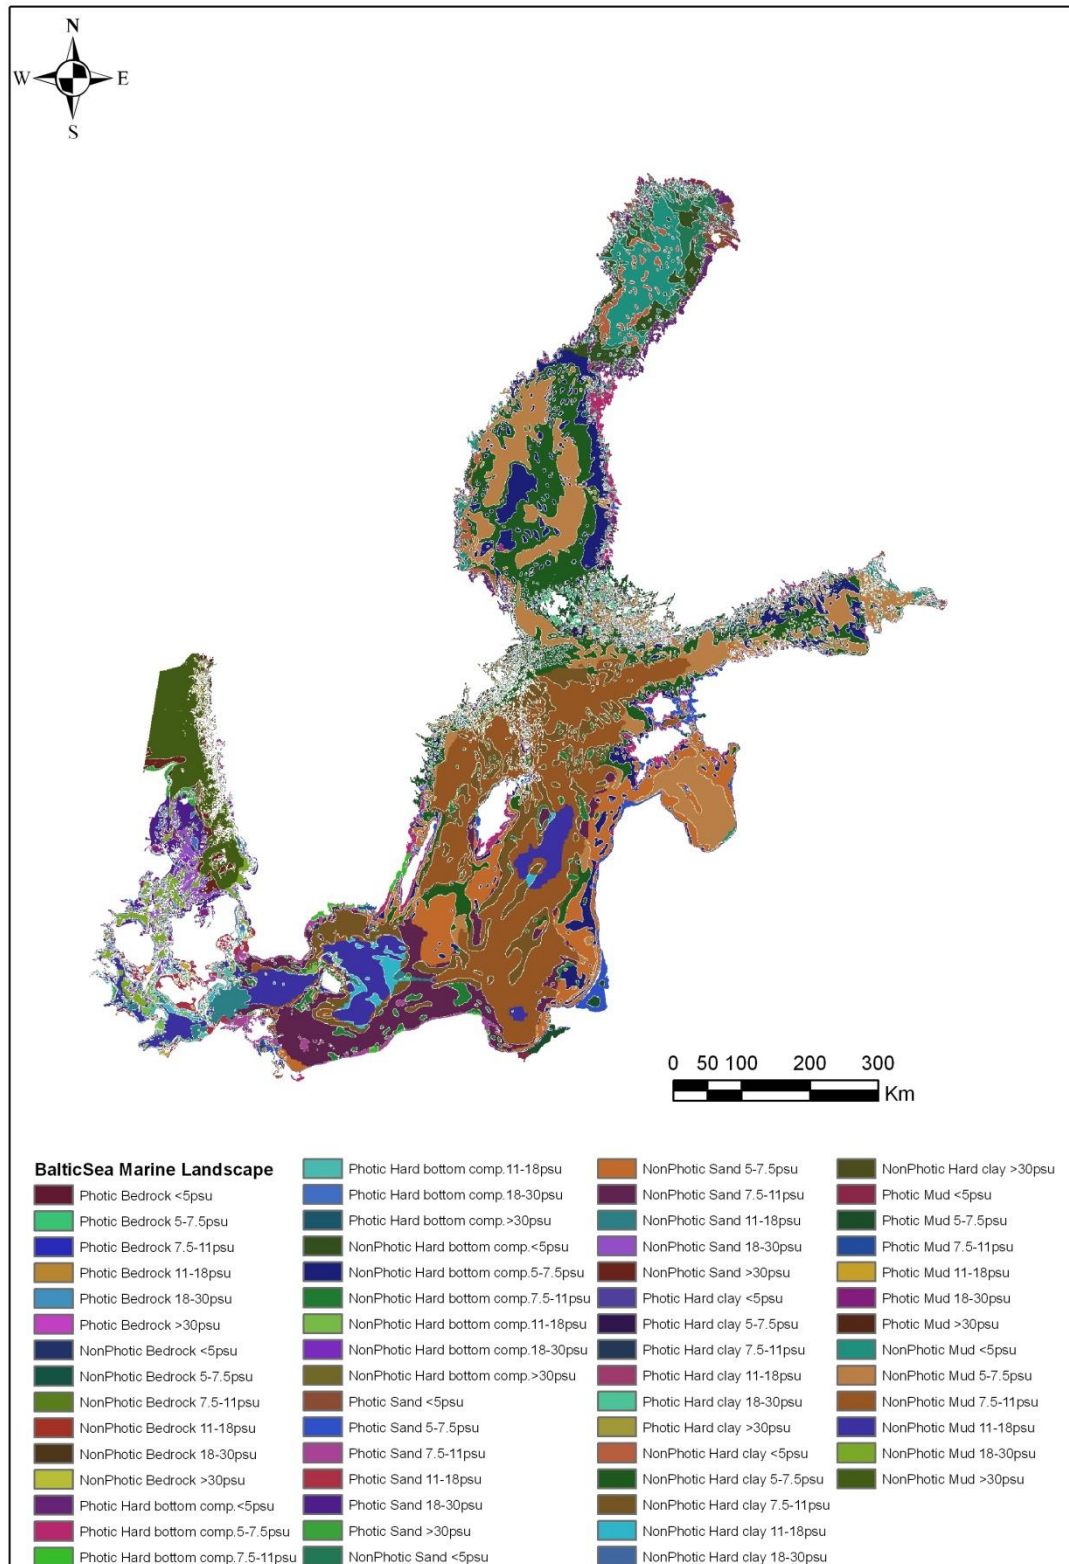 N
W E
S
0 50 100 200 300
Km
BalticSea Marine Landscape
Photic Bedrock <5psu
Photic Bedrock 5-7.5psu
Photic Bedrock 7.5-11psu
Photic Bedrock 11-18psu
Photic Bedrock 18-30psu
Photic Bedrock >30psu
NonPhotic Bedrock <5psu
NonPhotic Bedrock 5-7.5psu
NonPhotic Bedrock 7.5-11psu
NonPhotic Bedrock 11-18psu
NonPhotic Bedrock 18-30psu
NonPhotic Bedrock >30psu
Photic Hard bottom comp.<5psu
Photic Hard bottom comp.5-7.5psu
Photic Hard bottom comp.7.5-11psu
Photic Hard bottom comp.11-18psu
Photic Hard bottom comp.18-30psu
Photic Hard bottom comp.>30psu
NonPhotic Hard bottom comp.<5psu
NonPhotic Hard bottom comp.5-7.5psu
NonPhotic Hard bottom comp.7.5-11psu
NonPhotic Hard bottom comp.11-18psu
NonPhotic Hard bottom comp.18-30psu
NonPhotic Hard bottom comp.>30psu
Photic Sand <5psu
Photic Sand 5-7.5psu
Photic Sand 7.5-11psu
Photic Sand 11-18psu
Photic Sand 18-30psu
Photic Sand >30psu
NonPhotic Sand <5psu
NonPhotic Sand 5-7.5psu
NonPhotic Sand 7.5-11psu
NonPhotic Sand 11-18psu
NonPhotic Sand 18-30psu
NonPhotic Sand >30psu
Photic Hard clay <5psu
Photic Hard clay 5-7.5psu
Photic Hard clay 7.5-11psu
Photic Hard clay 11-18psu
Photic Hard clay 18-30psu
Photic Hard clay >30psu
NonPhotic Hard clay <5psu
NonPhotic Hard clay 5-7.5psu
NonPhotic Hard clay 7.5-11psu
NonPhotic Hard clay 11-18psu
NonPhotic Hard clay 18-30psu
NonPhotic Hard clay >30psu
Photic Mud <5psu
Photic Mud 5-7.5psu
Photic Mud 7.5-11psu
Photic Mud 11-18psu
Photic Mud 18-30psu
Photic Mud >30psu
NonPhotic Mud <5psu
NonPhotic Mud 5-7.5psu
NonPhotic Mud 7.5-11psu
NonPhotic Mud 11-18psu
NonPhotic Mud 18-30psu
NonPhotic Mud >30psu